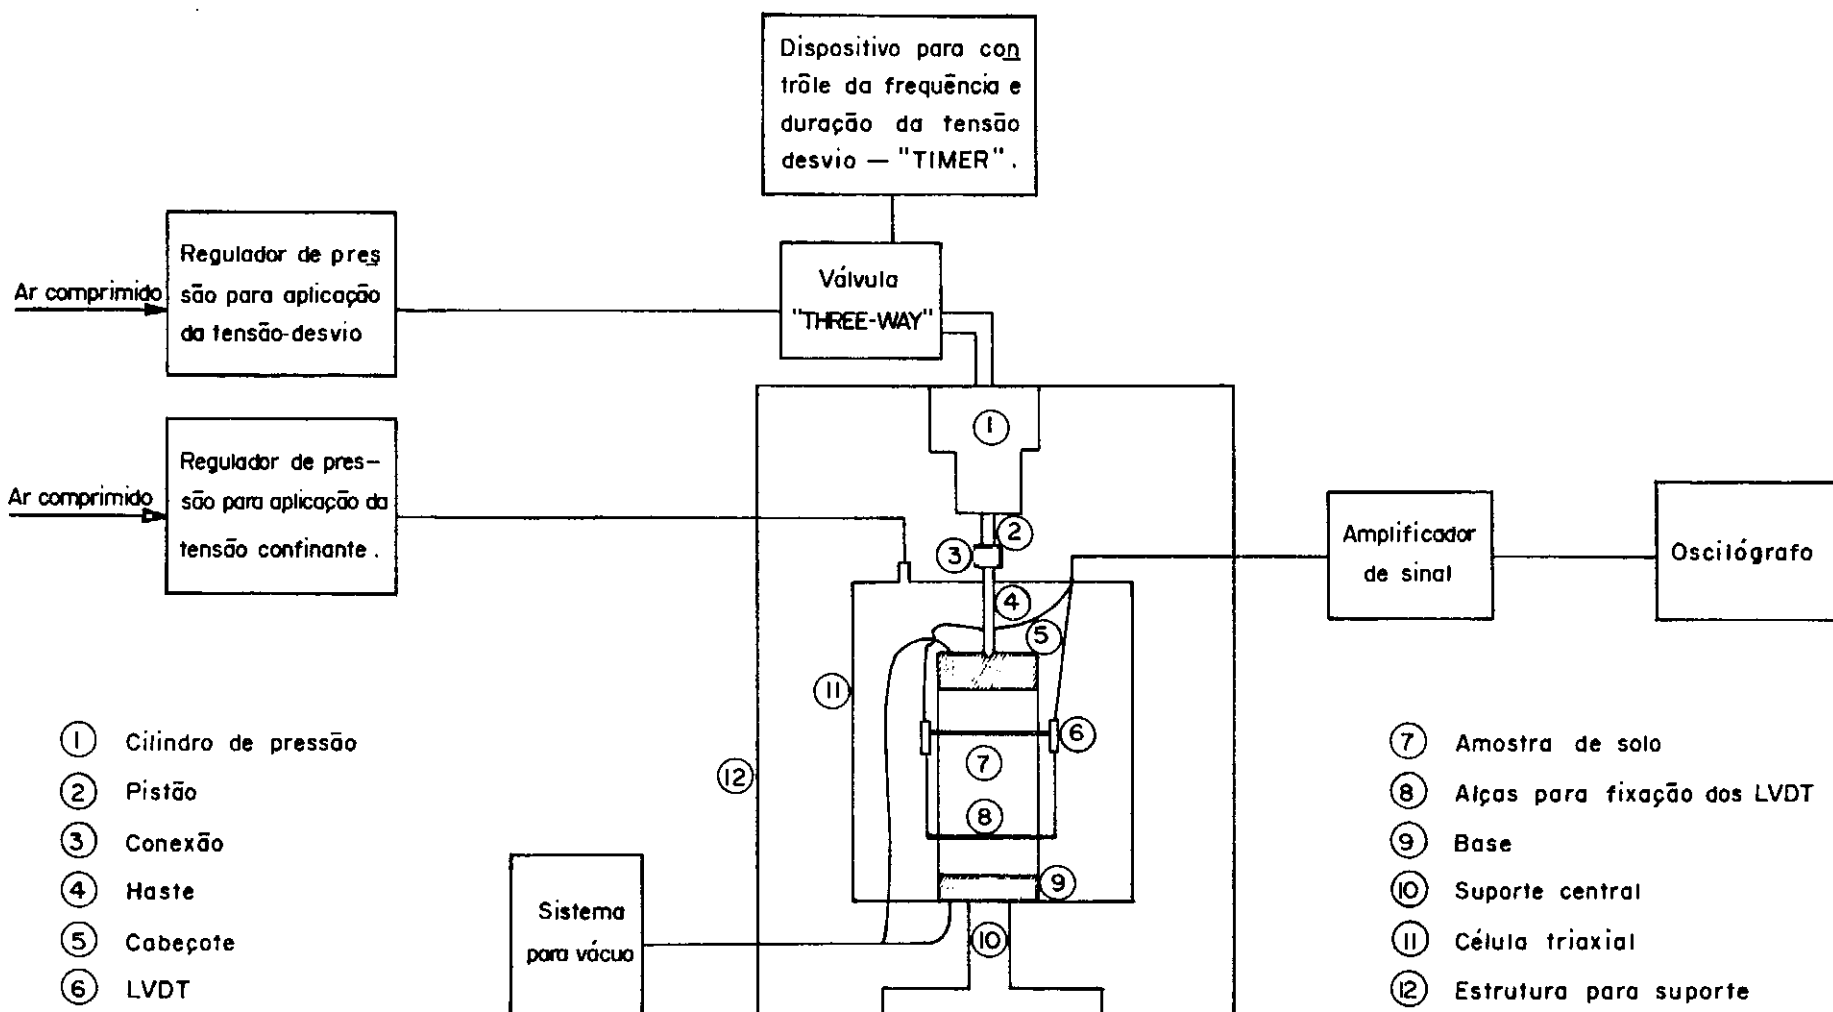 Dispositivo para con
trôle da frequência e
duração da tensão
desvio — "TIMER".
Regulador de pres
são para aplicação
da tensão-desvio
Ar comprimido
Válvula
"THREE-WAY"
Regulador de pres-
são para aplicação da
tensão confinante.
Ar comprimido
1
2
3
4
5
6
7
8
9
10
11
12
Amplificador
de sinal
Oscilógrafo
Sistema
para vácuo
1 Cilindro de pressão
2 Pistão
3 Conexão
4 Haste
5 Cabeçote
6 LVDT
7 Amostra de solo
8 Alças para fixação dos LVDT
9 Base
10 Suporte central
11 Célula triaxial
12 Estrutura para suporte